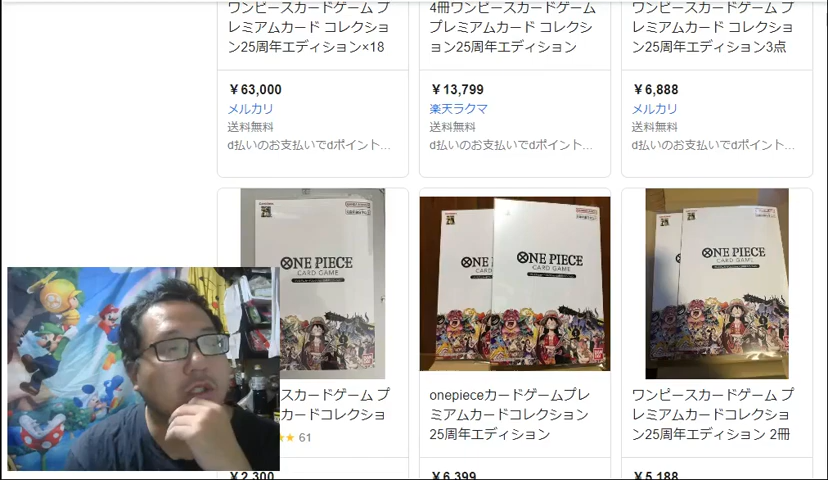 ワンピースカードゲーム プ
レミアムカード コレクショ
ン25周年エディション×18
￥63,000
メルカリ
送料無料
d払いのお支払いでdポイント...
4冊ワンピースカードゲーム
プレミアムカードコレクショ
ン25周年エディション
￥13,799
楽天ラクマ
送料無料
d払いのお支払いでdポイント...
ワンピースカードゲーム プ
レミアムカードコレクショ
ン25周年エディション3点
￥6,888
メルカリ
送料無料
d払いのお支払いでdポイント...
ONE PIECE
CARD GAME
ピースカードゲーム プ
カードコレクショ
61
￥2,300
NE PIEC
CARD GAME
ONE PIECE
CARD GAME
onepieceカードゲームプレ
ミアムカードコレクション
25周年エディション
￥6,399
ONE PIECE
CARD GAME
ワンピースカードゲーム プ
レミアムカードコレクショ
ン25周年エディション 2冊
￥5,188